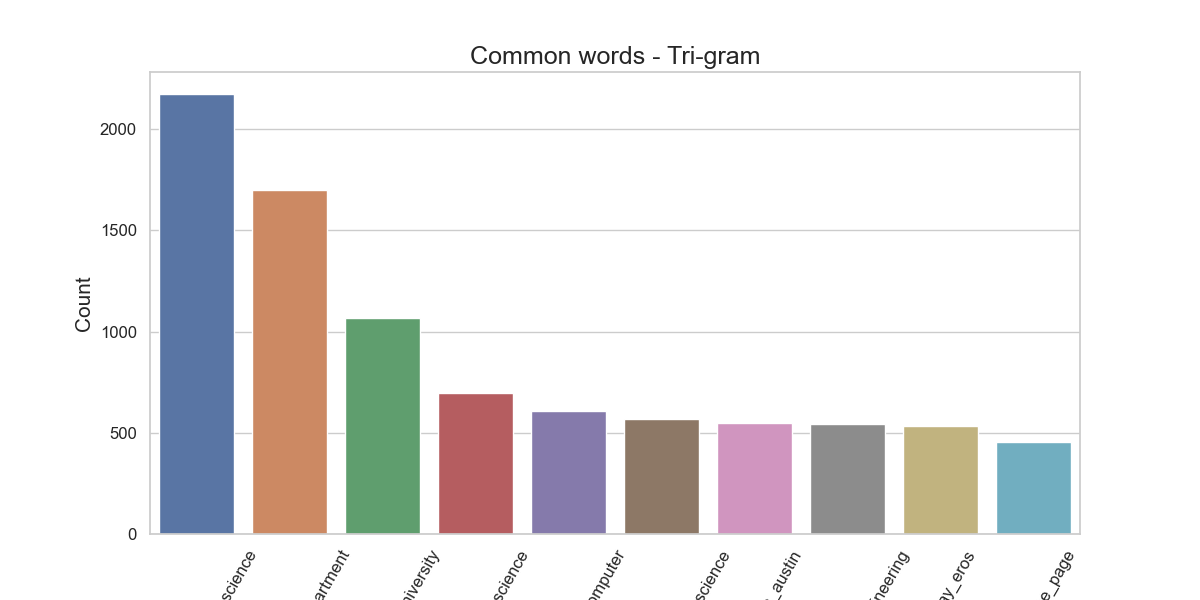 Common words - Tri-gram
Count
2000
1500
1000
500
0
science
artment
iversity
science
omputer
science
_austin
neering
ay_eros
e_page